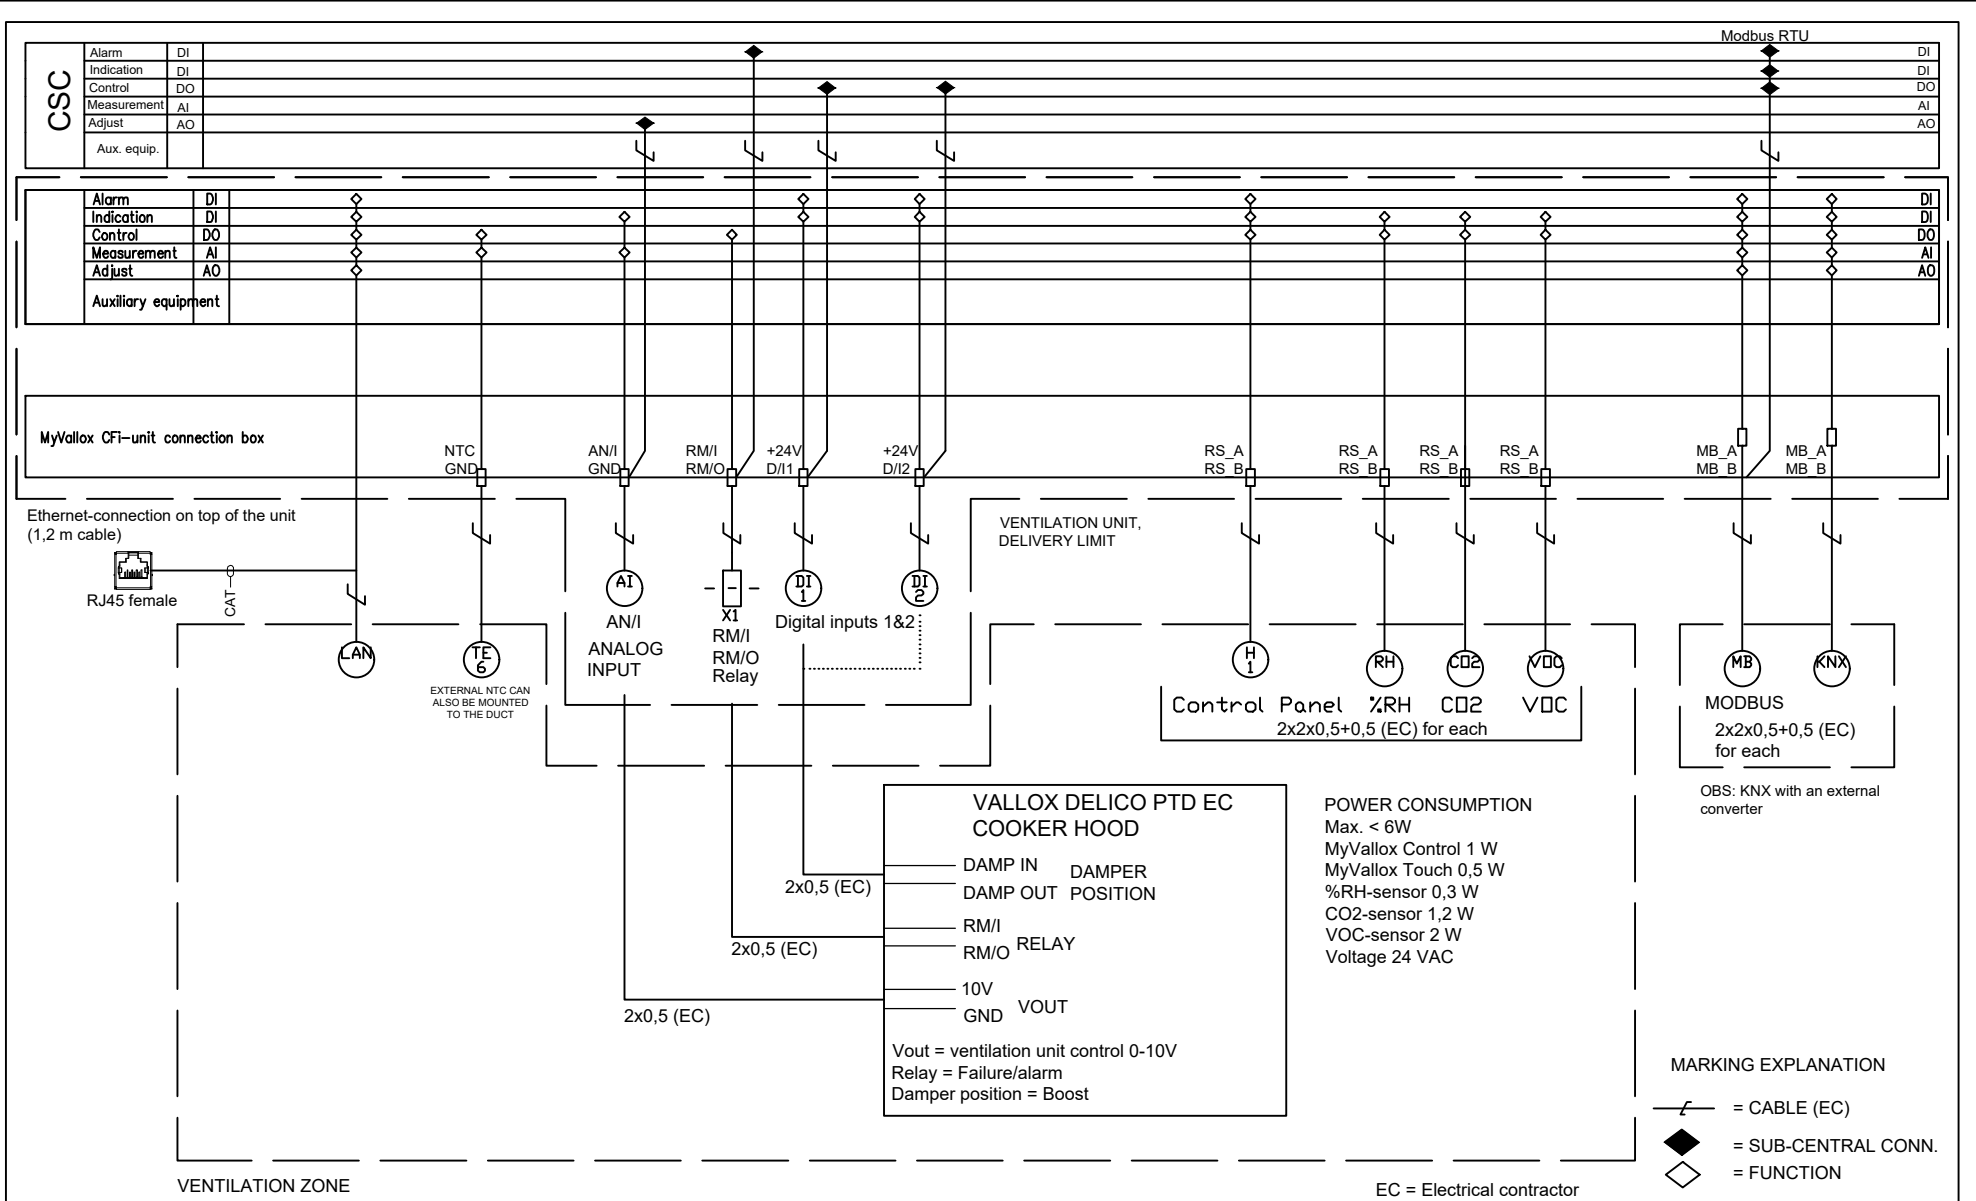 Modbus RTU
CSC
Alarm DI DI
Indication DI DI
Control DO DO
Measurement AI AI
Adjust AO AO
Aux. equip.
Alarm DI DI
Indication DI DI
Control DO DO
Measurement AI AI
Adjust AO AO
Auxiliary equipment
MyVallox CFi-unit connection box
NTC AN/I RM/I +24V +24V RS_A RS_A RS_A RS_A MB_A MB_A
GND GND RM/O D/I1 D/I2 RS_B RS_B RS_B RS_B MB_B MB_B
Ethernet-connection on top of the unit
(1,2 m cable)
VENTILATION UNIT,
DELIVERY LIMIT
RJ45 female
CAT
AI
DI
1
DI
2
AN/I
ANALOG
INPUT
X1
RM/I
RM/O
Relay
Digital inputs 1&2
LAN
TE
6
EXTERNAL NTC CAN
ALSO BE MOUNTED
TO THE DUCT
H
1
RH
CO2
VOC
MB
KNX
Control Panel %RH CO2 VOC
2x2x0,5+0,5 (EC) for each
MODBUS
2x2x0,5+0,5 (EC)
for each
OBS: KNX with an external
converter
VALLOX DELICO PTD EC
COOKER HOOD
DAMP IN
DAMP OUT
DAMPER
POSITION
2x0,5 (EC)
RM/I
RM/O
RELAY
2x0,5 (EC)
10V
GND
VOUT
2x0,5 (EC)
Vout = ventilation unit control 0-10V
Relay = Failure/alarm
Damper position = Boost
POWER CONSUMPTION
Max. < 6W
MyVallox Control 1 W
MyVallox Touch 0,5 W
%RH-sensor 0,3 W
CO2-sensor 1,2 W
VOC-sensor 2 W
Voltage 24 VAC
MARKING EXPLANATION
= CABLE (EC)
= SUB-CENTRAL CONN.
= FUNCTION
VENTILATION ZONE
EC = Electrical contractor